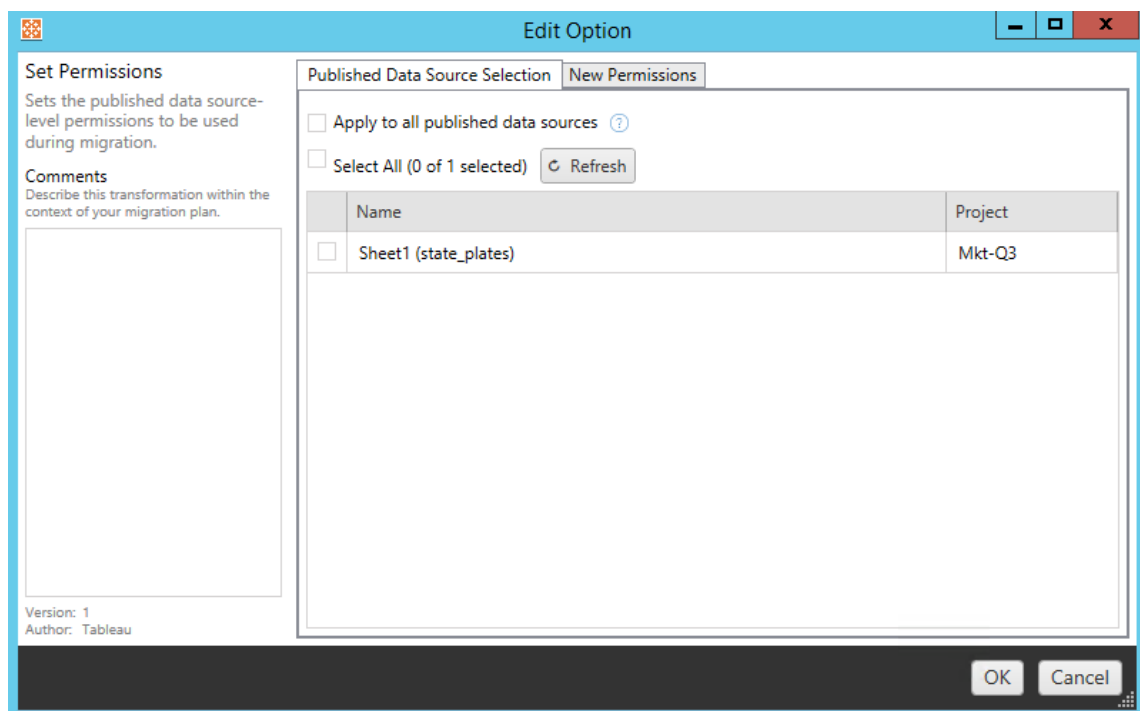 Edit Option
Set Permissions
Sets the published data source-
level permissions to be used
during migration.
Comments
Describe this transformation within the
context of your migration plan.
Version: 1
Author: Tableau
Published Data Source Selection
New Permissions
Apply to all published data sources ?
Select All (0 of 1 selected)
Refresh
Name
Project
Sheet1 (state_plates)
Mkt-Q3
OK
Cancel